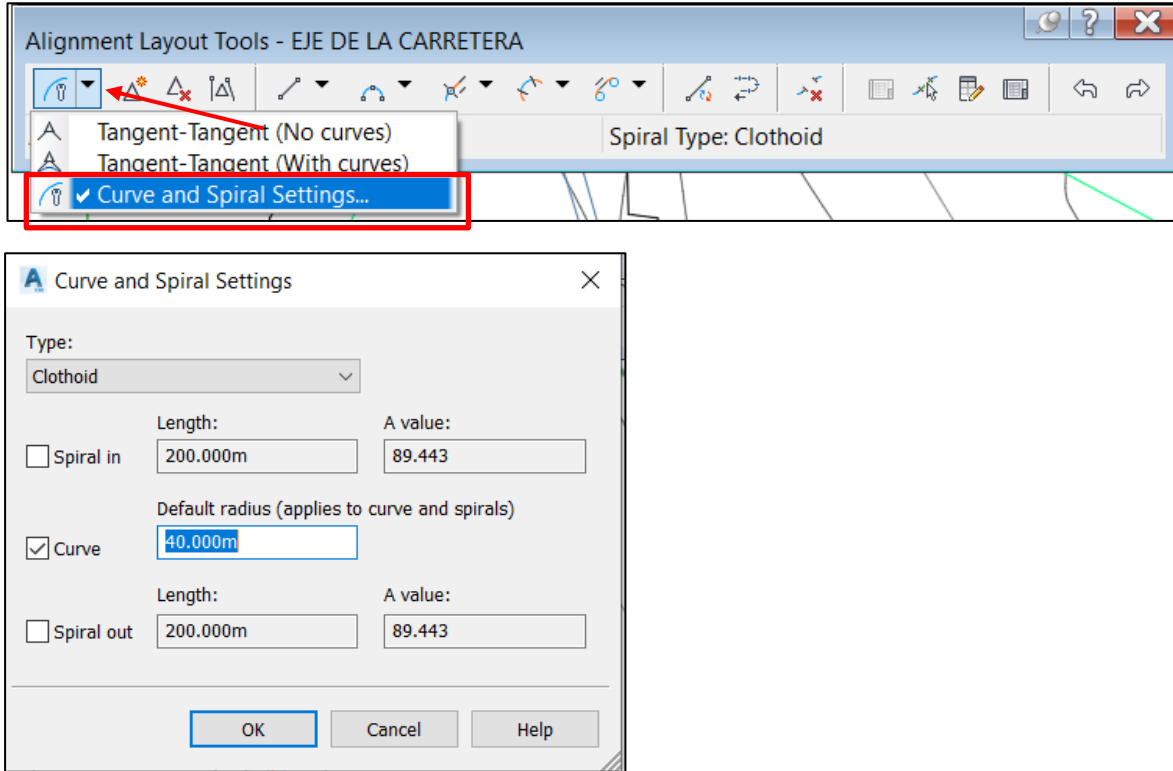 Alignment Layout Tools - EJE DE LA CARRETERA
Tangent-Tangent (No curves)
Spiral Type: Clothoid
Tangent-Tangent (With curves)
Curve and Spiral Settings...
Curve and Spiral Settings
Type:
Clothoid
Length: A value:
Spiral in 200.000m 89.443
Default radius (applies to curve and spirals)
Curve 40.000m
Length: A value:
Spiral out 200.000m 89.443
OK Cancel Help